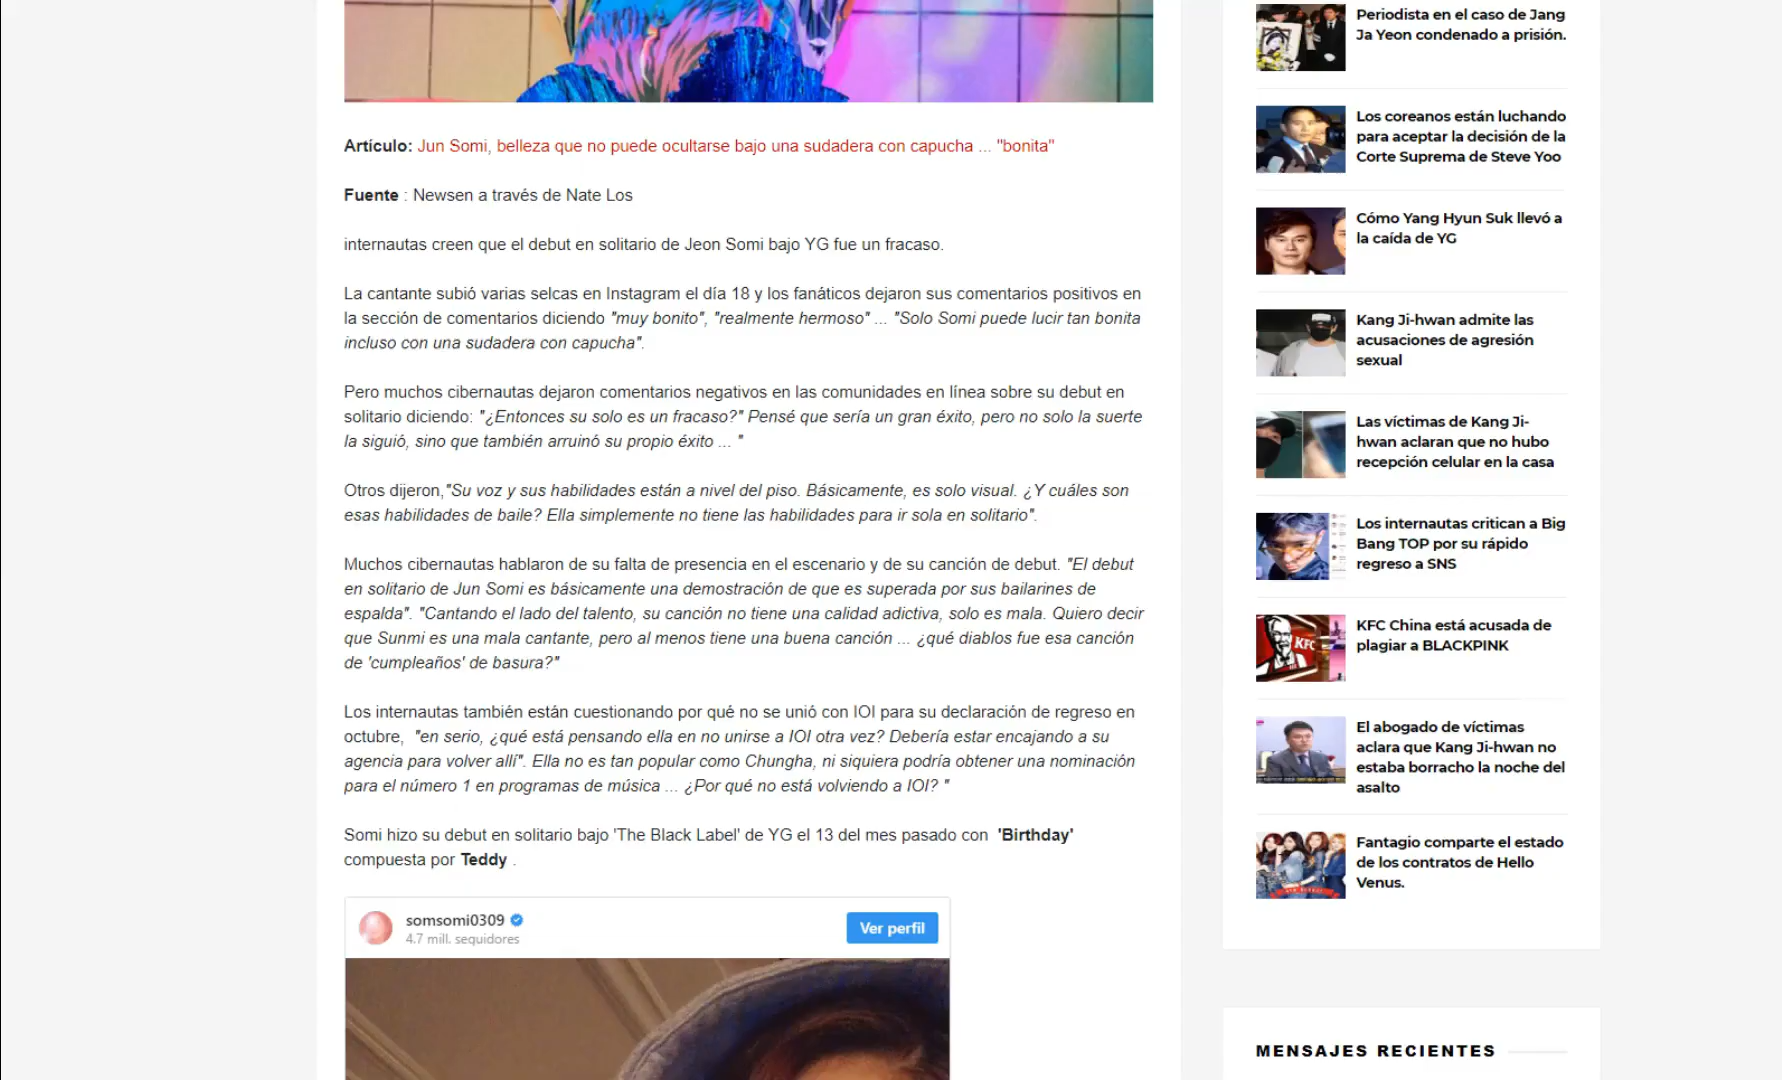 Artículo: Jun Somi, belleza que no puede ocultarse bajo una sudadera con capucha ... "bonita"
Fuente : Newsen a través de Nate Los
internautas creen que el debut en solitario de Jeon Somi bajo YG fue un fracaso.
La cantante subió varias selcas en Instagram el día 18 y los fanáticos dejaron sus comentarios positivos en
la sección de comentarios diciendo "muy bonito", "realmente hermoso" ... "Solo Somi puede lucir tan bonita
incluso con una sudadera con capucha".
Pero muchos cibernautas dejaron comentarios negativos en las comunidades en línea sobre su debut en
solitario diciendo: "¿Entonces su solo es un fracaso?" Pensé que sería un gran éxito, pero no solo la suerte
la siguió, sino que también arruinó su propio éxito ... "
Otros dijeron,"Su voz y sus habilidades están a nivel del piso. Básicamente, es solo visual. ¿Y cuáles son
esas habilidades de baile? Ella simplemente no tiene las habilidades para ir sola en solitario".
Muchos cibernautas hablaron de su falta de presencia en el escenario y de su canción de debut. "El debut
en solitario de Jun Somi es básicamente una demostración de que es superada por sus bailarines de
espalda". "Cantando el lado del talento, su canción no tiene una calidad adictiva, solo es mala. Quiero decir
que Sunmi es una mala cantante, pero al menos tiene una buena canción ... ¿qué diablos fue esa canción
de 'cumpleaños' de basura?"
Los internautas también están cuestionando por qué no se unió con IOI para su declaración de regreso en
octubre, "en serio, ¿qué está pensando ella en no unirse a IOI otra vez? Debería estar encajando a su
agencia para volver allí". Ella no es tan popular como Chungha, ni siquiera podría obtener una nominación
para el número 1 en programas de música ... ¿Por qué no está volviendo a IOI? "
Somi hizo su debut en solitario bajo 'The Black Label' de YG el 13 del mes pasado con 'Birthday'
compuesta por Teddy .
somsomi0309
4.7 mill. seguidores
Ver perfil
Periodista en el caso de Jang
Ja Yeon condenado a prisión.
Los coreanos están luchando
para aceptar la decisión de la
Corte Suprema de Steve Yoo
Cómo Yang Hyun Suk llevó a
la caída de YG
Kang Ji-hwan admite las
acusaciones de agresión
sexual
Las víctimas de Kang Ji-
hwan aclaran que no hubo
recepción celular en la casa
Los internautas critican a Big
Bang TOP por su rápido
regreso a SNS
KFC
KFC China está acusada de
plagiar a BLACKPINK
El abogado de víctimas
aclara que Kang Ji-hwan no
estaba borracho la noche del
asalto
Fantagio comparte el estado
de los contratos de Hello
Venus.
MENSAJES RECIENTES